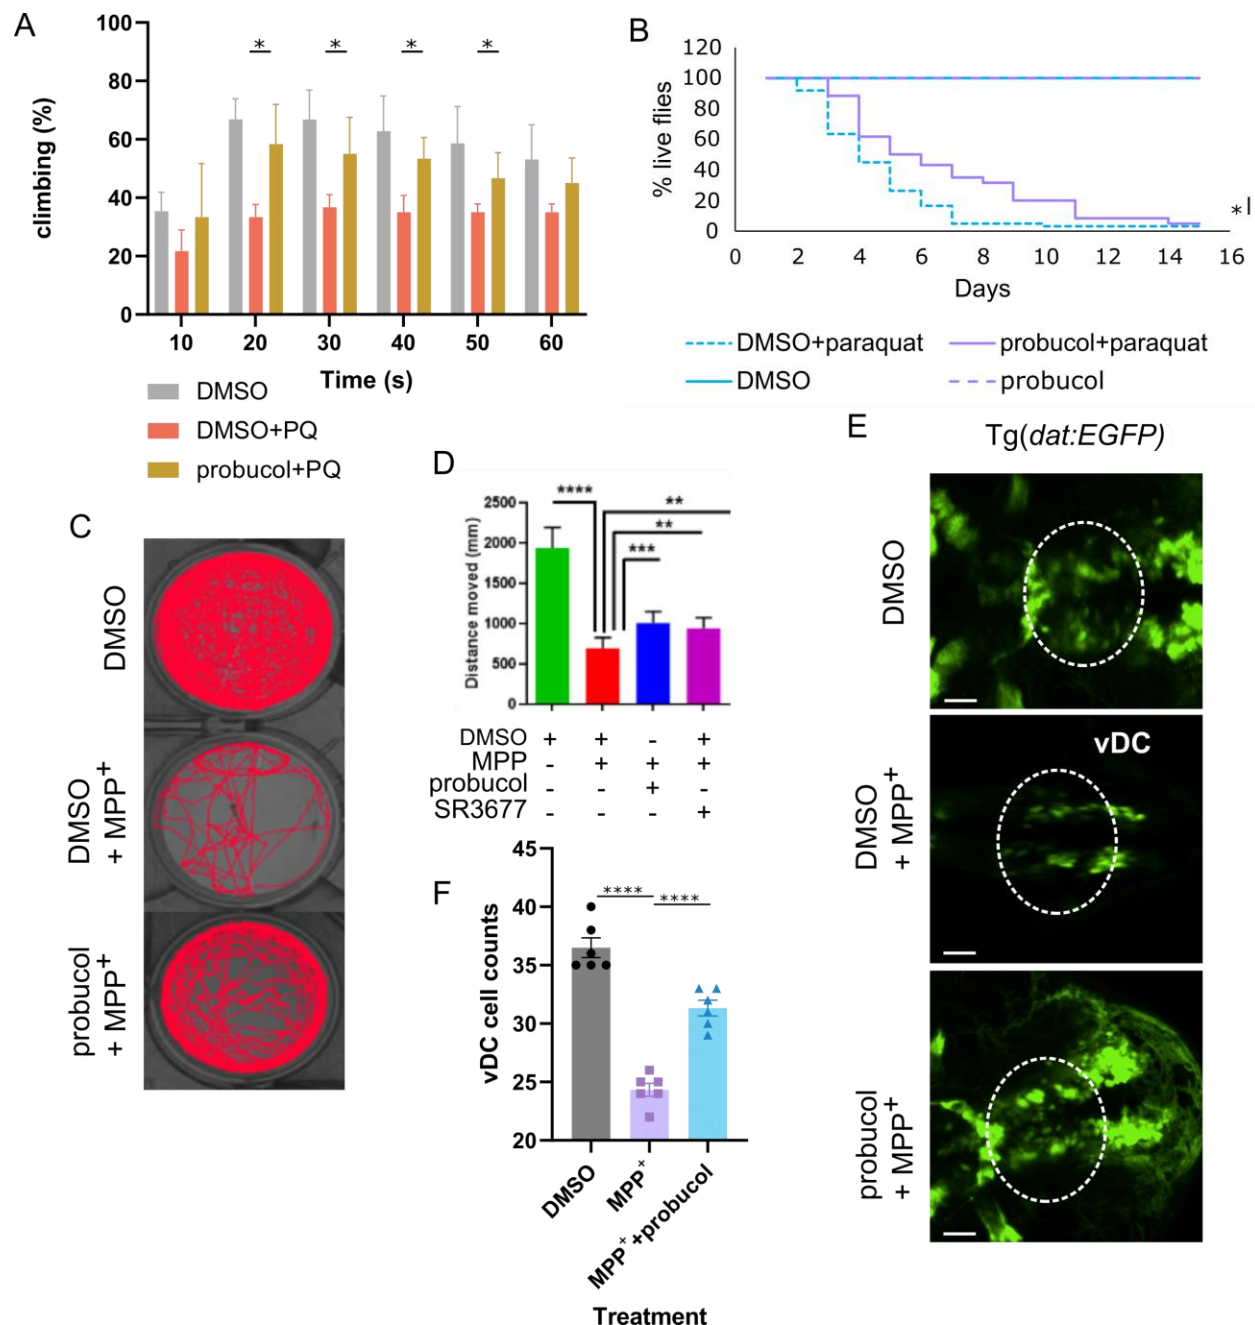 A
100
80
60
40
20
0
climbing (%)
* * * *
10 20 30 40 50 60
Time (s)
DMSO
DMSO+PQ
probucol+PQ
B
120
100
80
60
40
20
0
% live flies
*
0 2 4 6 8 10 12 14 16
Days
DMSO+paraquat probucol+paraquat
DMSO probucol
C
DMSO
DMSO
+ MPP+
probucol
+ MPP+
D
2500
2000
1500
1000
500
0
Distance moved (mm)
**** **
**
***
DMSO + + - +
MPP - + + +
probucol - - + -
SR3677 - - - +
E
Tg(dat:EGFP)
DMSO
vDC
DMSO
+ MPP+
probucol
+ MPP+
F
45
40
35
30
25
20
vDC cell counts
**** ****
DMSO
MPP+
MPP++probucol
Treatment